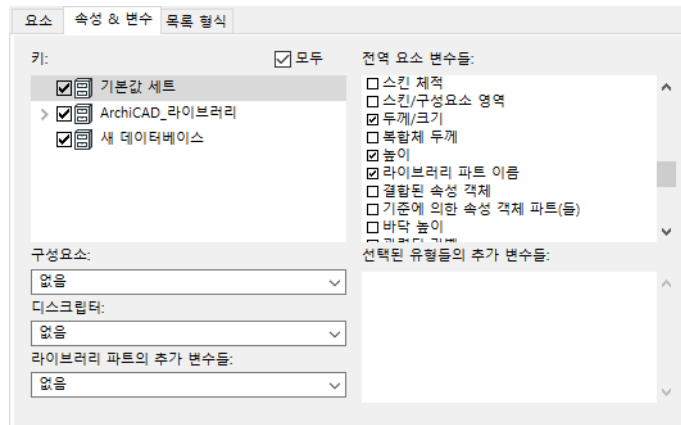 요소 속성 & 변수 목록 형식
키: 모두
기본값 세트
ArchiCAD_라이브러리
새 데이터베이스
구성요소:
없음
디스크립터:
없음
라이브러리 파트의 추가 변수들:
없음
전역 요소 변수들:
스킨 체적
스킨/구성요소 영역
두께/크기
복합체 두께
높이
라이브러리 파트 이름
결합된 속성 객체
기준에 의한 속성 객체 파트(들)
바닥 높이
선택된 유형들의 추가 변수들: